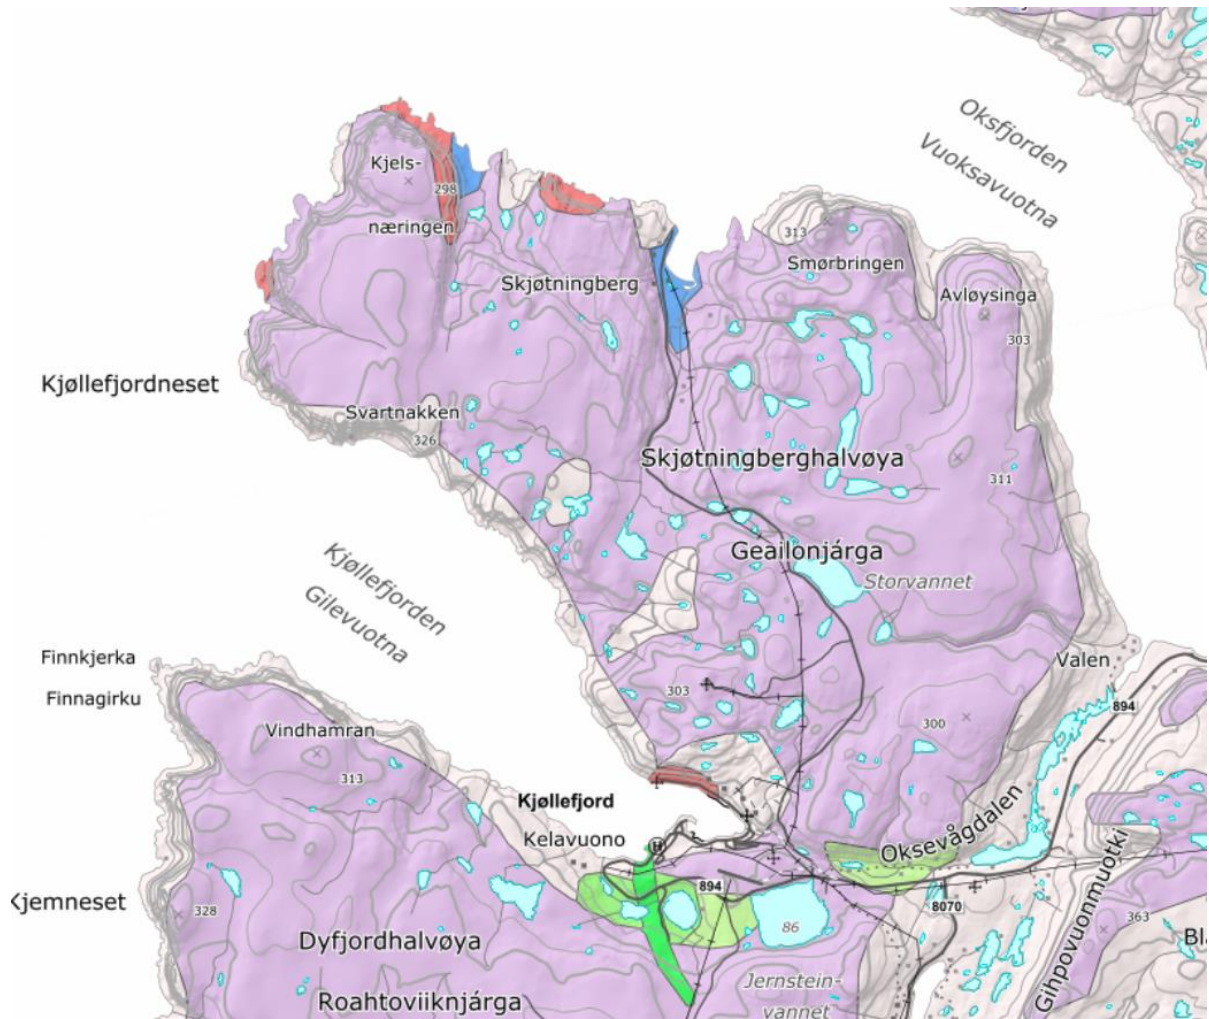 Oksfjorden
Vuoksavuotna
Kjels-
298
næringen
313
Smørbringen
Skjøtningberg
Avløysinga
303
Kjøllefjordneset
Svartnakken
326
Skjøtningberghalvøya
311
Geailonjárga
Storvannet
Kjøllefjorden
Gilevuotna
Finnkjerka
Finnagirku
Valen
303
894
300
Vindhamran
313
Kjøllefjord
Kelavuono
H
Oksevågdalen
894
8070
Gihpovuonmuotki
Kjemneset
328
86
363
Dyfjordhalvøya
Bl
Jernstein-
vannet
Roahtoviiknjárga